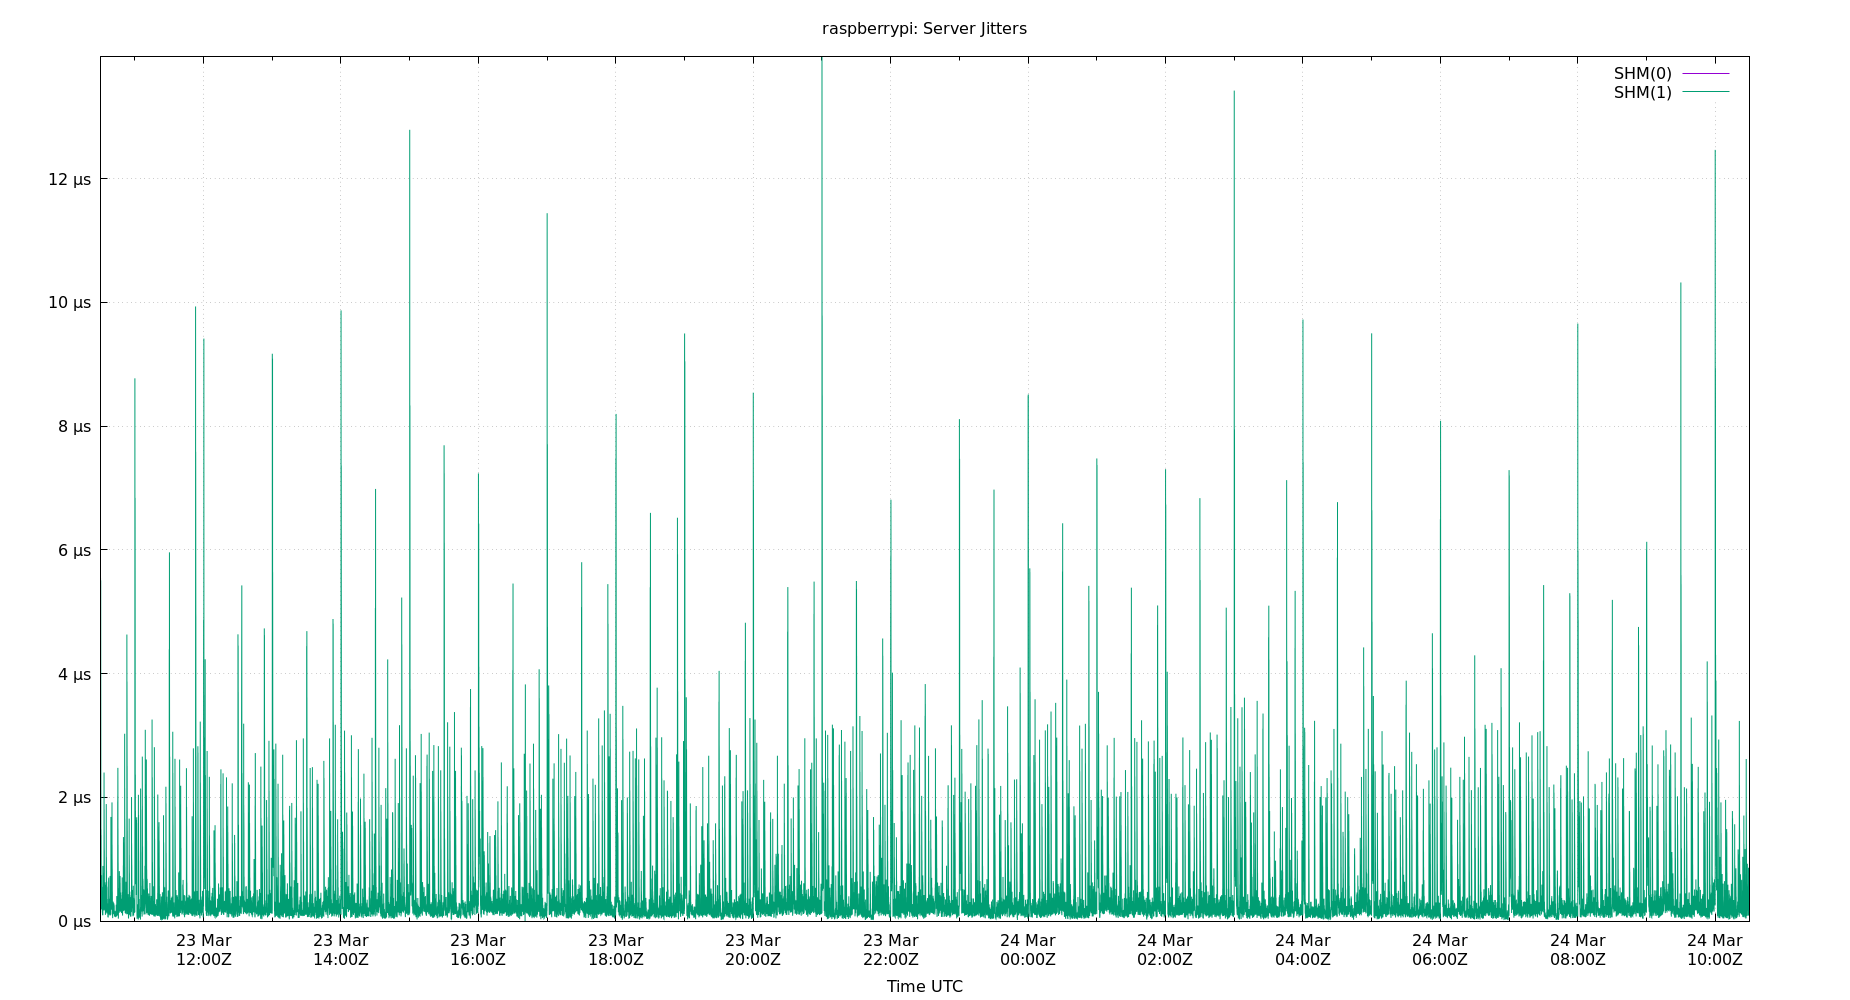 raspberrypi: Server Jitters
SHM(0)
SHM(1)
12 µs
10 µs
8 µs
6 µs
4 µs
2 µs
0 µs
23 Mar 23 Mar 23 Mar 23 Mar 23 Mar 23 Mar 24 Mar 24 Mar 24 Mar 24 Mar 24 Mar 24 Mar
12:00Z 14:00Z 16:00Z 18:00Z 20:00Z 22:00Z 00:00Z 02:00Z 04:00Z 06:00Z 08:00Z 10:00Z
Time UTC